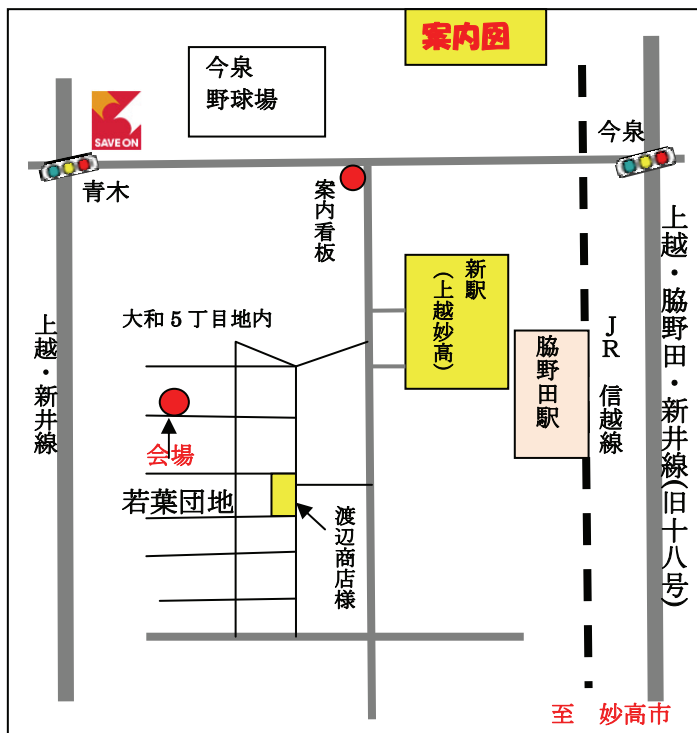 案内図
今泉
野球場
SAVE ON
今泉
青木
案内看板
新駅
(上越妙高)
上越・脇野田・新井線(旧十八号)
大和5丁目地内
上越・新井線
脇野田駅
JR 信越線
会場
若葉団地
渡辺商店様
至 妙高市